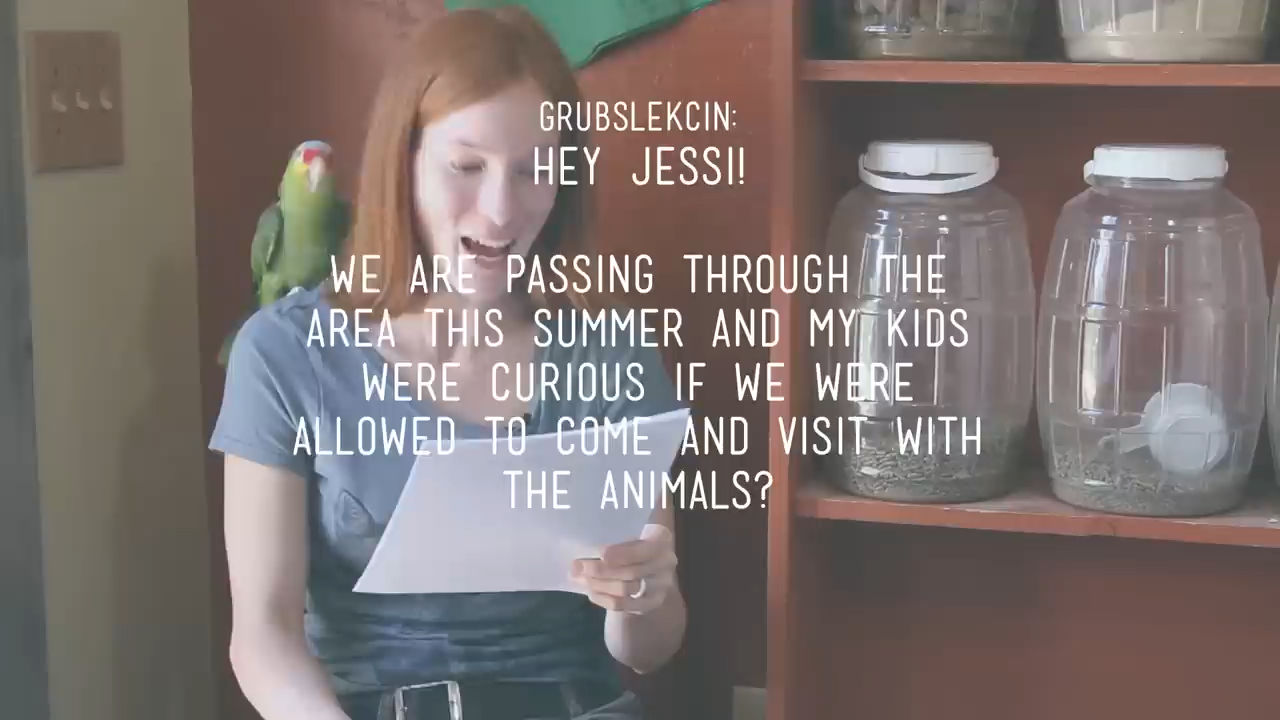 GRUBSLEKCIN:
HEY JESSI!
WE ARE PASSING THROUGH THE
AREA THIS SUMMER AND MY KIDS
WERE CURIOUS IF WE WERE
ALLOWED TO COME AND VISIT WITH
THE ANIMALS?